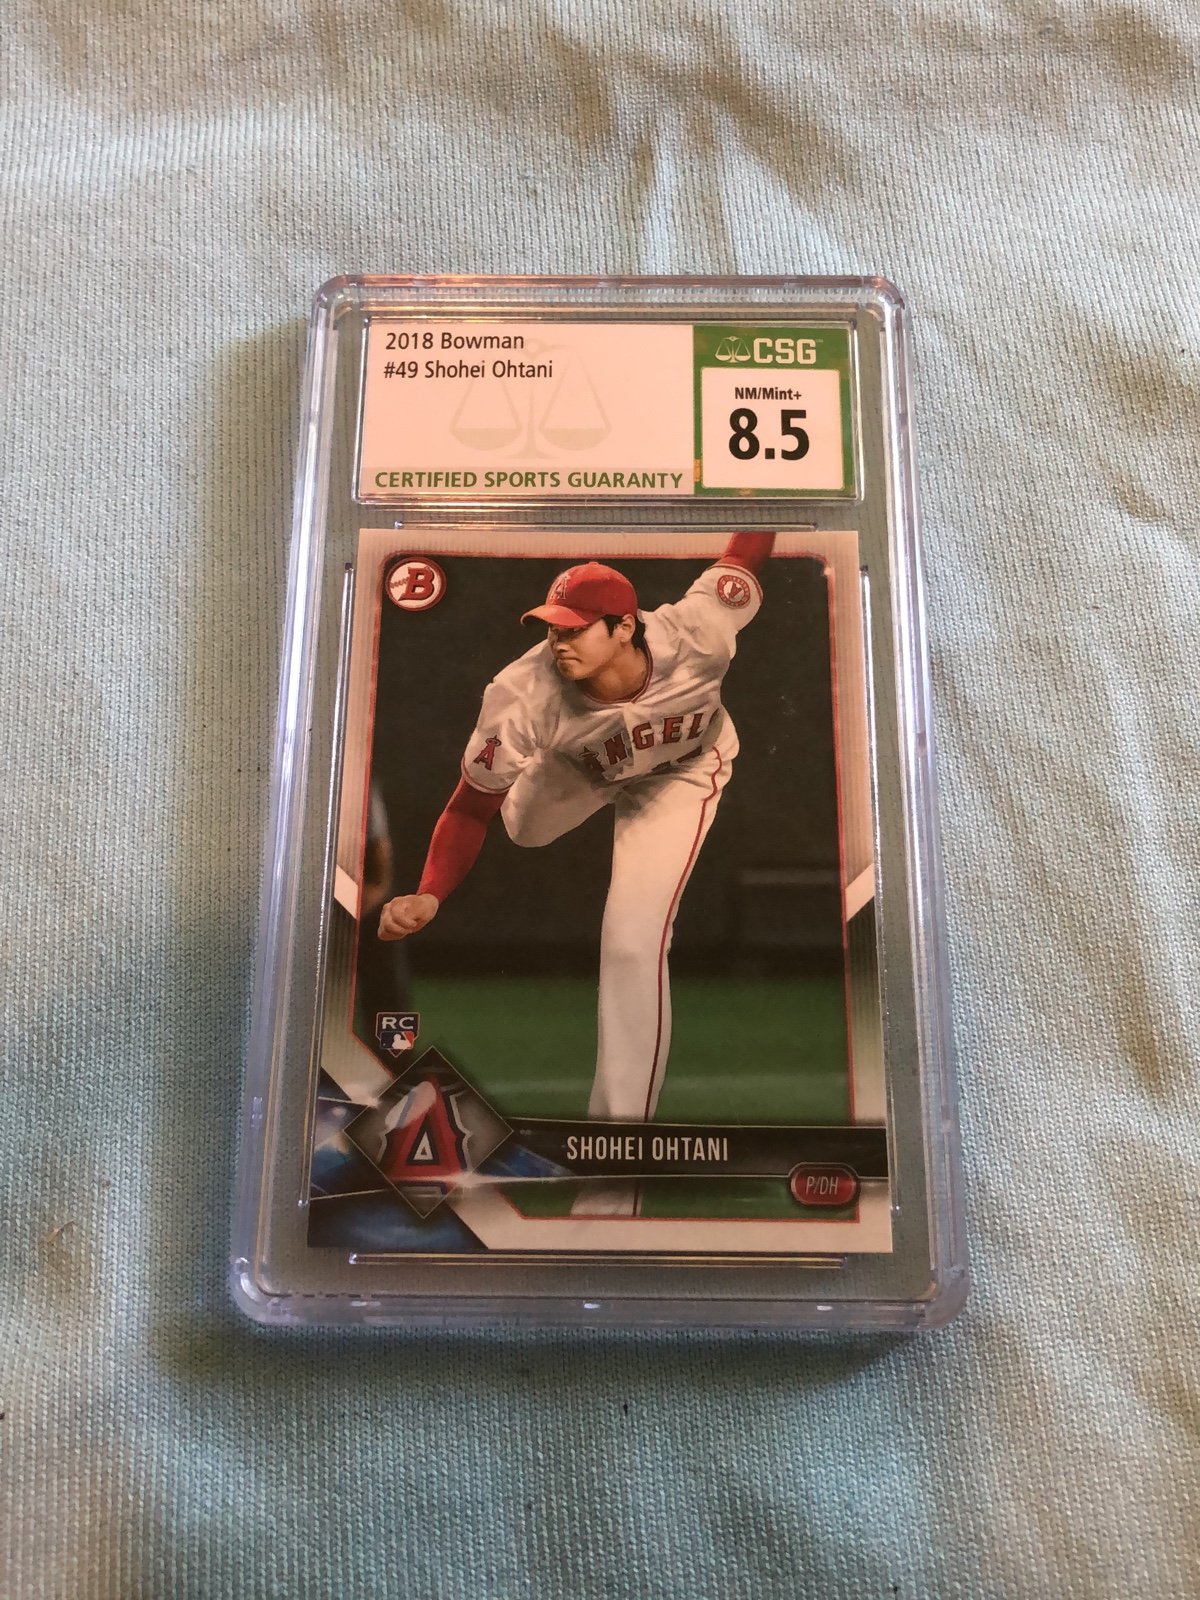 2018 Bowman
#49 Shohei Ohtani
CERTIFIED SPORTS GUARANTY
CSG
NM/Mint+
8.5
B
A
A
ANGEL
RC
A
SHOHEI OHTANI
P/DH